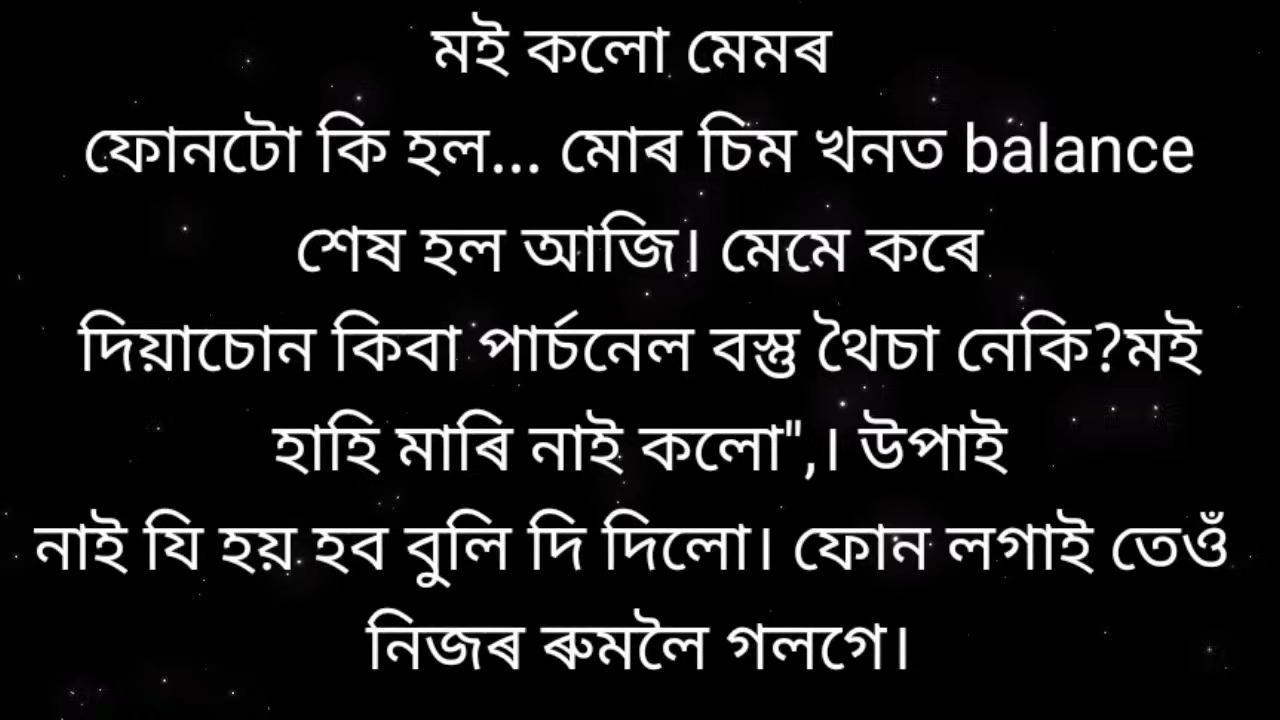 মই কলো মেমৰ
ফোনটো কি হল... মোৰ চিম খনত balance
শেষ হল আজি। মেমে কৰে
দিয়াচোন কিবা পাৰ্চনেল বস্তু থৈচা নেকি?মই
হাহি মাৰি নাই কলো",। উপাই
নাই যি হয় হব বুলি দি দিলো। ফোন লগাই তেওঁ
নিজৰ ৰুমলৈ গলগে।